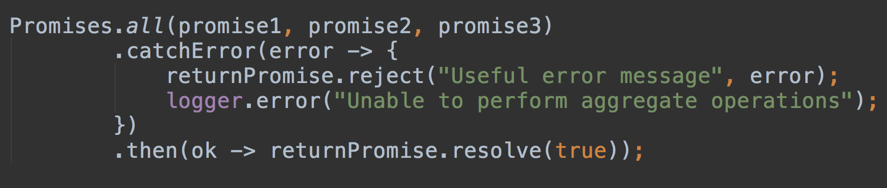 Promises.all(promise1, promise2, promise3)
.catchError(error -> {
returnPromise.reject("Useful error message", error);
logger.error("Unable to perform aggregate operations");
})
.then(ok -> returnPromise.resolve(true));